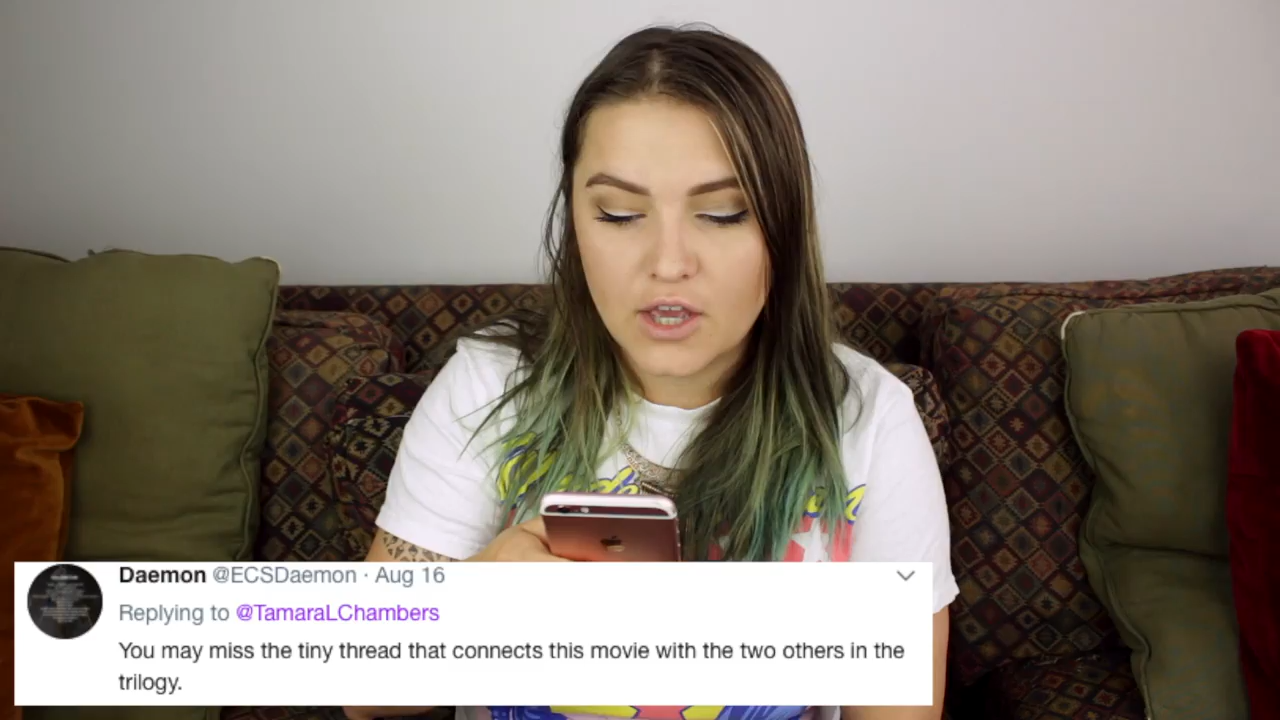 Daemon @ECSDaemon · Aug 16
Replying to @TamaraLChambers
You may miss the tiny thread that connects this movie with the two others in the
trilogy.